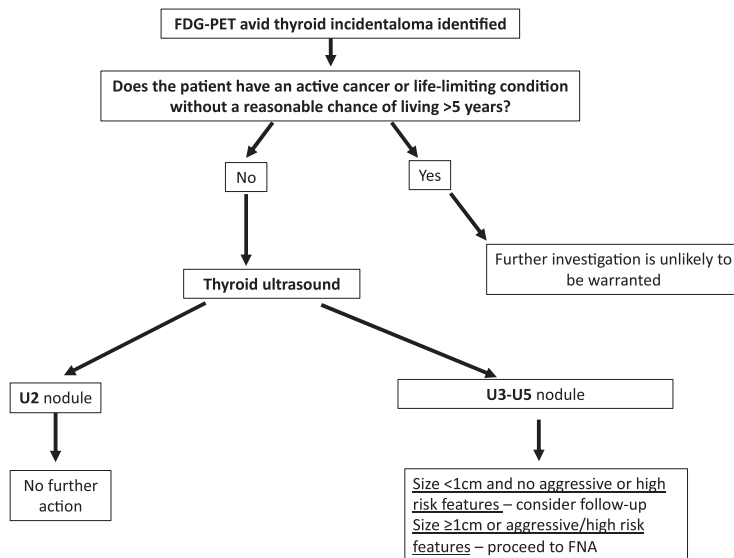 FDG-PET avid thyroid incidentaloma identified
Does the patient have an active cancer or life-limiting condition
without a reasonable chance of living >5 years?
No
Yes
Further investigation is unlikely to
be warranted
Thyroid ultrasound
U2 nodule
U3-U5 nodule
No further
action
Size <1cm and no aggressive or high
risk features – consider follow-up
Size ≥1cm or aggressive/high risk
features – proceed to FNA